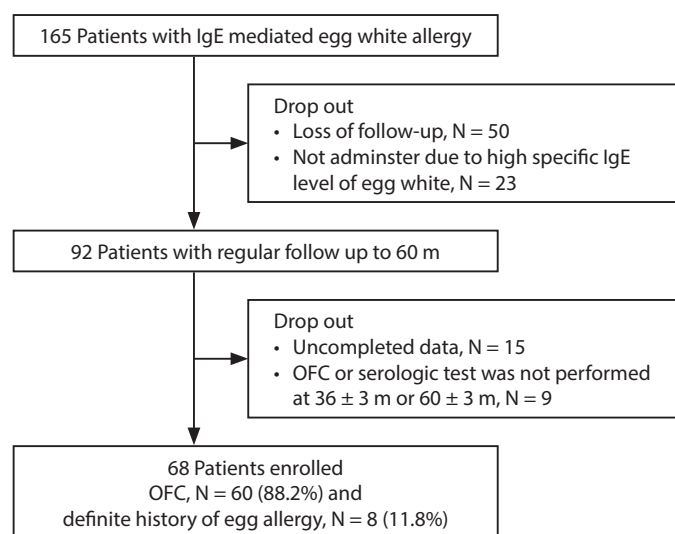 165 Patients with IgE mediated egg white allergy
Drop out
• Loss of follow-up, N = 50
• Not adminster due to high specific IgE
level of egg white, N = 23
92 Patients with regular follow up to 60 m
Drop out
• Uncompleted data, N = 15
• OFC or serologic test was not performed
at 36 ± 3 m or 60 ± 3 m, N = 9
68 Patients enrolled
OFC, N = 60 (88.2%) and
definite history of egg allergy, N = 8 (11.8%)